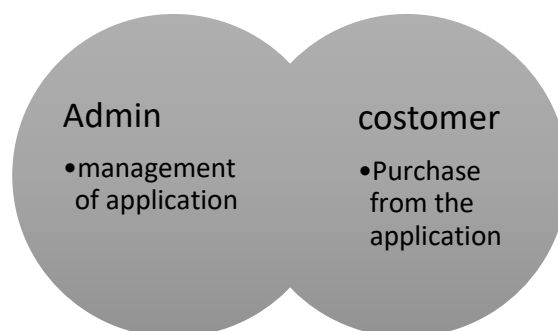 Admin
•management
of application
costomer
•Purchase
from the
application